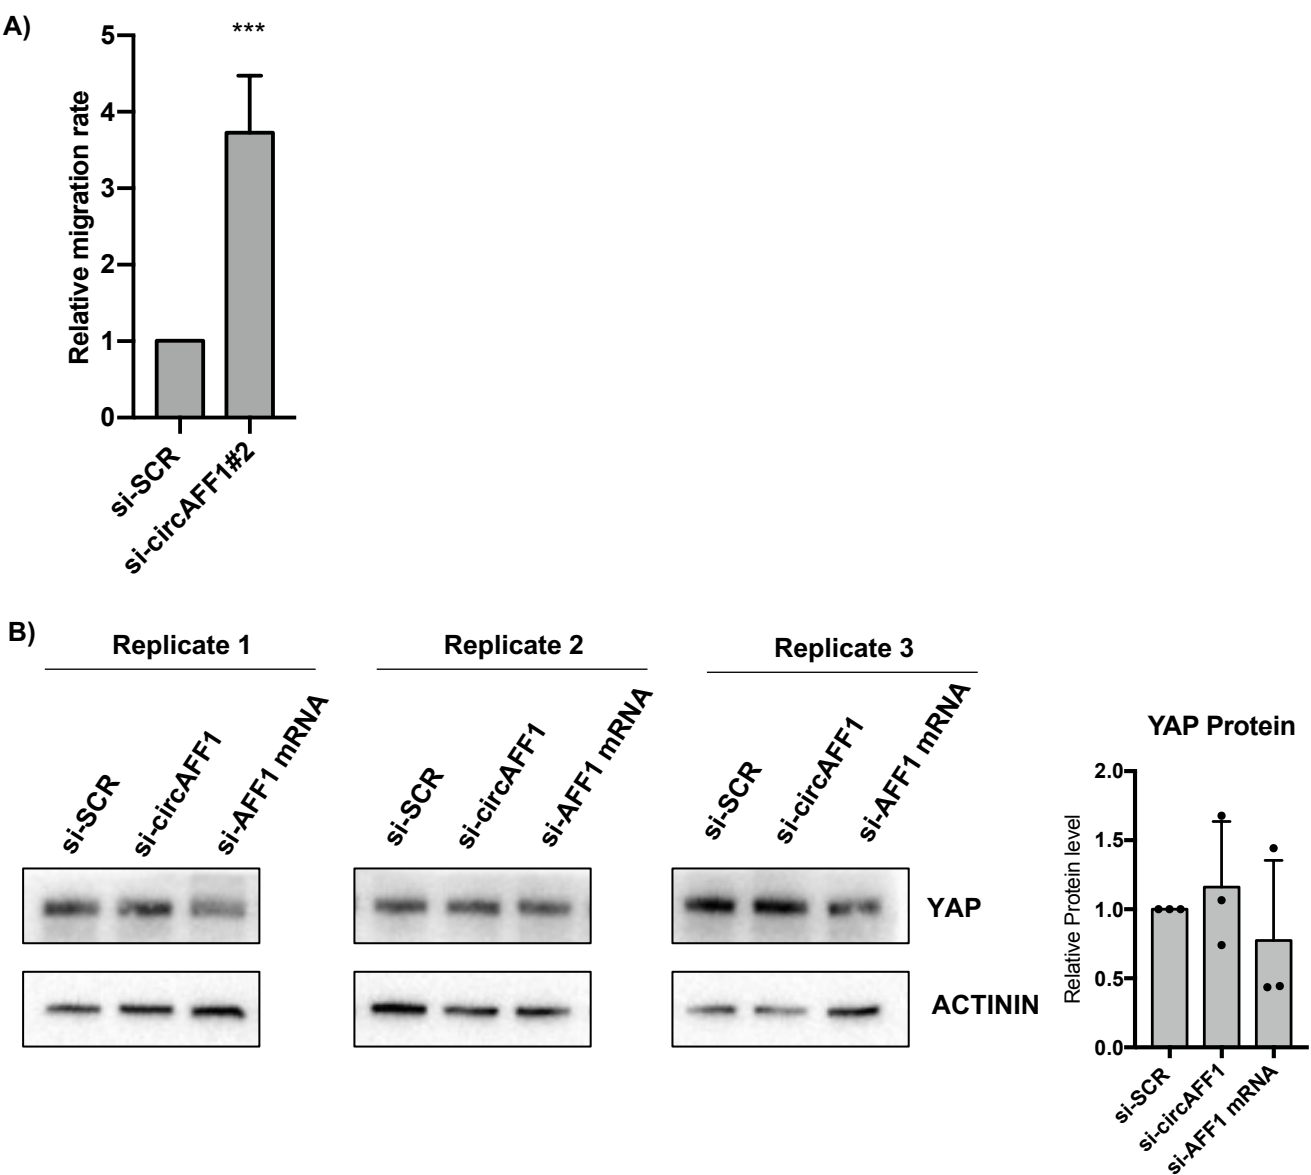 A)
***
Relative migration rate
5
4
3
2
1
0
si-SCR
si-circAFF1#2
B)
Replicate 1
Replicate 2
Replicate 3
si-SCR
si-circAFF1
si-AFF1 mRNA
si-SCR
si-circAFF1
si-AFF1 mRNA
si-SCR
si-circAFF1
si-AFF1 mRNA
YAP
ACTININ
YAP Protein
Relative Protein level
2.0
1.5
1.0
0.5
0.0
si-SCR
si-circAFF1
si-AFF1 mRNA